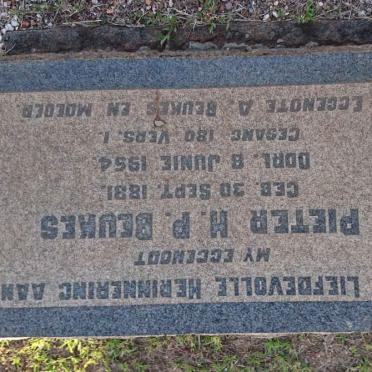 LIEFDEVOLLE HERINNERING AAN
MY EGGENOOT
PIETER H. P. BEUKES
GEB. 30 SEPT. 1881.
OORL. 8 JUNIE 1954.
GESANG 180 VERS. 1.
EGGENOTE A. BEUKES EN MOEDER.